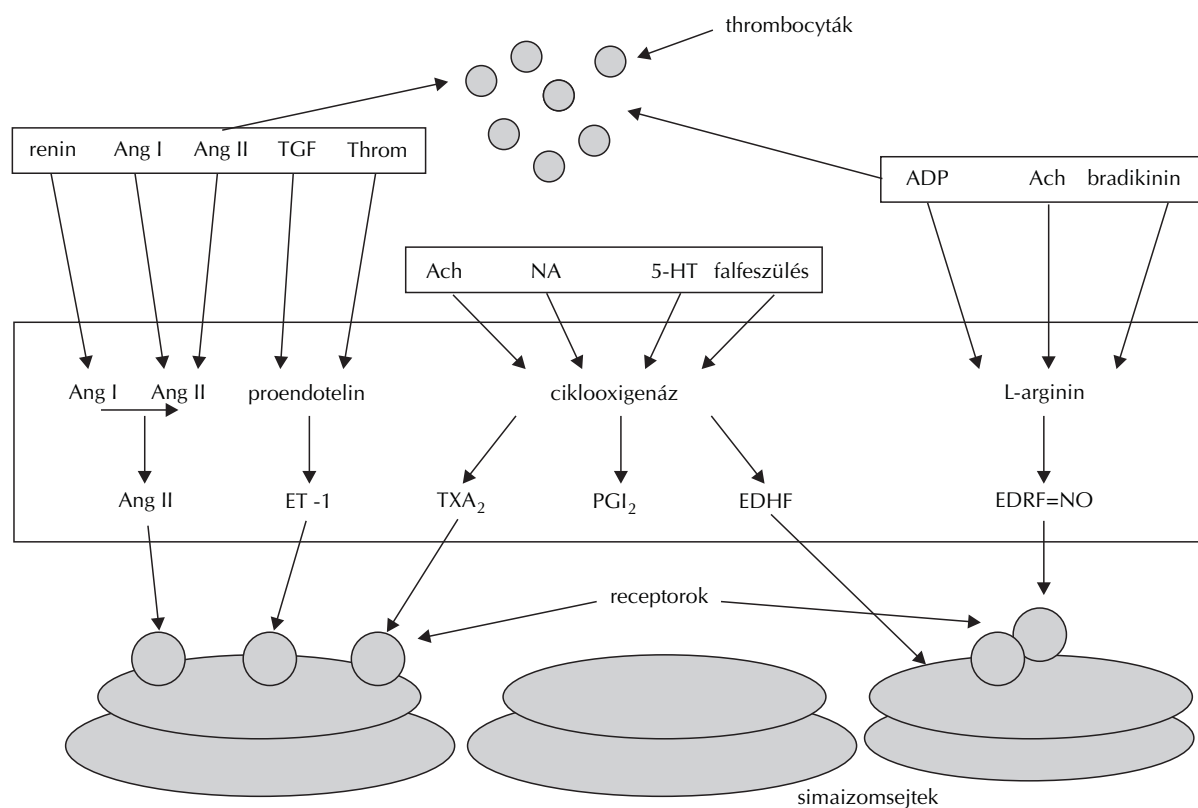 thrombocyták
renin Ang I Ang II TGF Throm
ADP Ach bradikinin
Ach NA 5-HT falfeszülés
Ang I Ang II proendotelin ciklooxigenáz L-arginin
Ang II ET -1 TXA2 PGI2 EDHF EDRF=NO
receptorok
simaizomsejtek